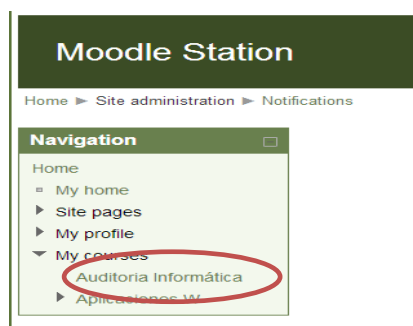 Moodle Station
Home ► Site administration ► Notifications
Navigation
Home
My home
Site pages
My profile
My courses
Auditoria Informática
Aplicaciones W